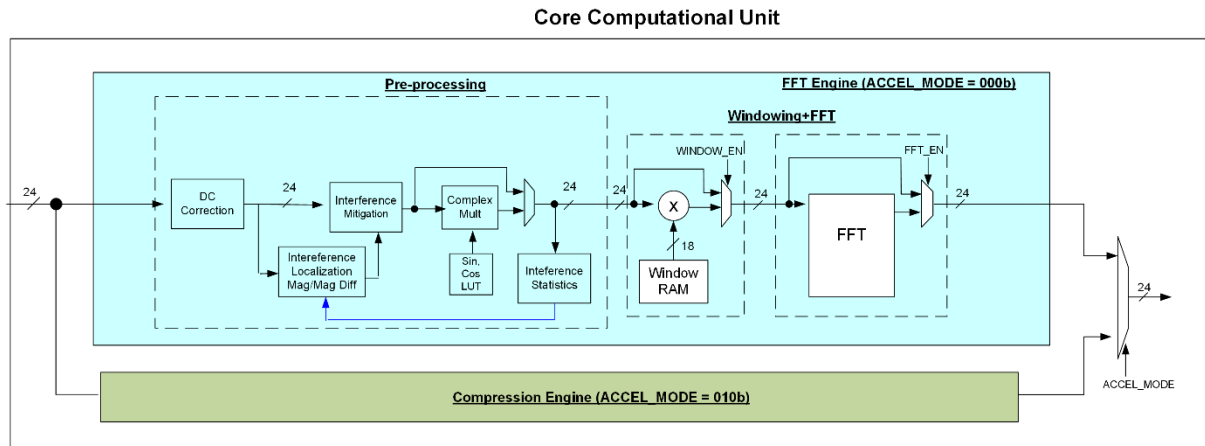 Core Computational Unit
Pre-processing
FFT Engine (ACCEL_MODE = 000b)
Windowing+FFT
WINDOW_EN
FFT_EN
24
DC
Correction
24
Interference
Mitigation
Complex
Mult
24
24
X
24
FFT
24
Intereference
Localization
Mag/Mag Diff
Sin,
Cos
LUT
Inteference
Statistics
18
Window
RAM
24
ACCEL_MODE
Compression Engine (ACCEL_MODE = 010b)